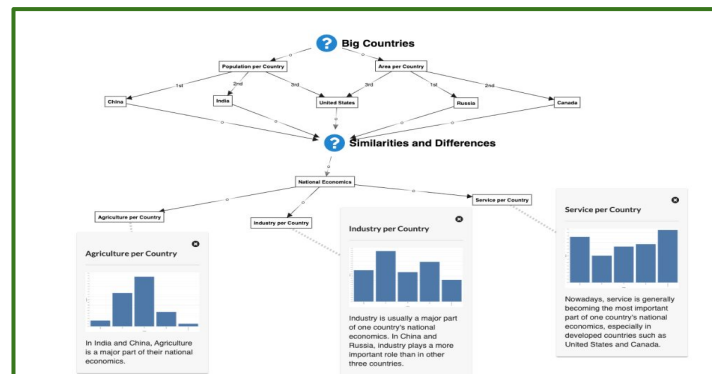 Big Countries
Population per Country
Area per Country
1st
2nd
3rd
3rd
1st
2nd
China
India
United States
Russia
Canada
Similarities and Differences
National Economics
Agriculture per Country
Industry per Country
Service per Country
Agriculture per Country
In India and China, Agriculture
is a major part of their national
economics.
Industry per Country
Industry is usually a major part
of one country's national
economics. In China and
Russia, industry plays a more
important role than in other
three countries.
Service per Country
Nowadays, service is generally
becoming the most important
part of one country's national
economics, especially in
developed countries such as
United States and Canada.